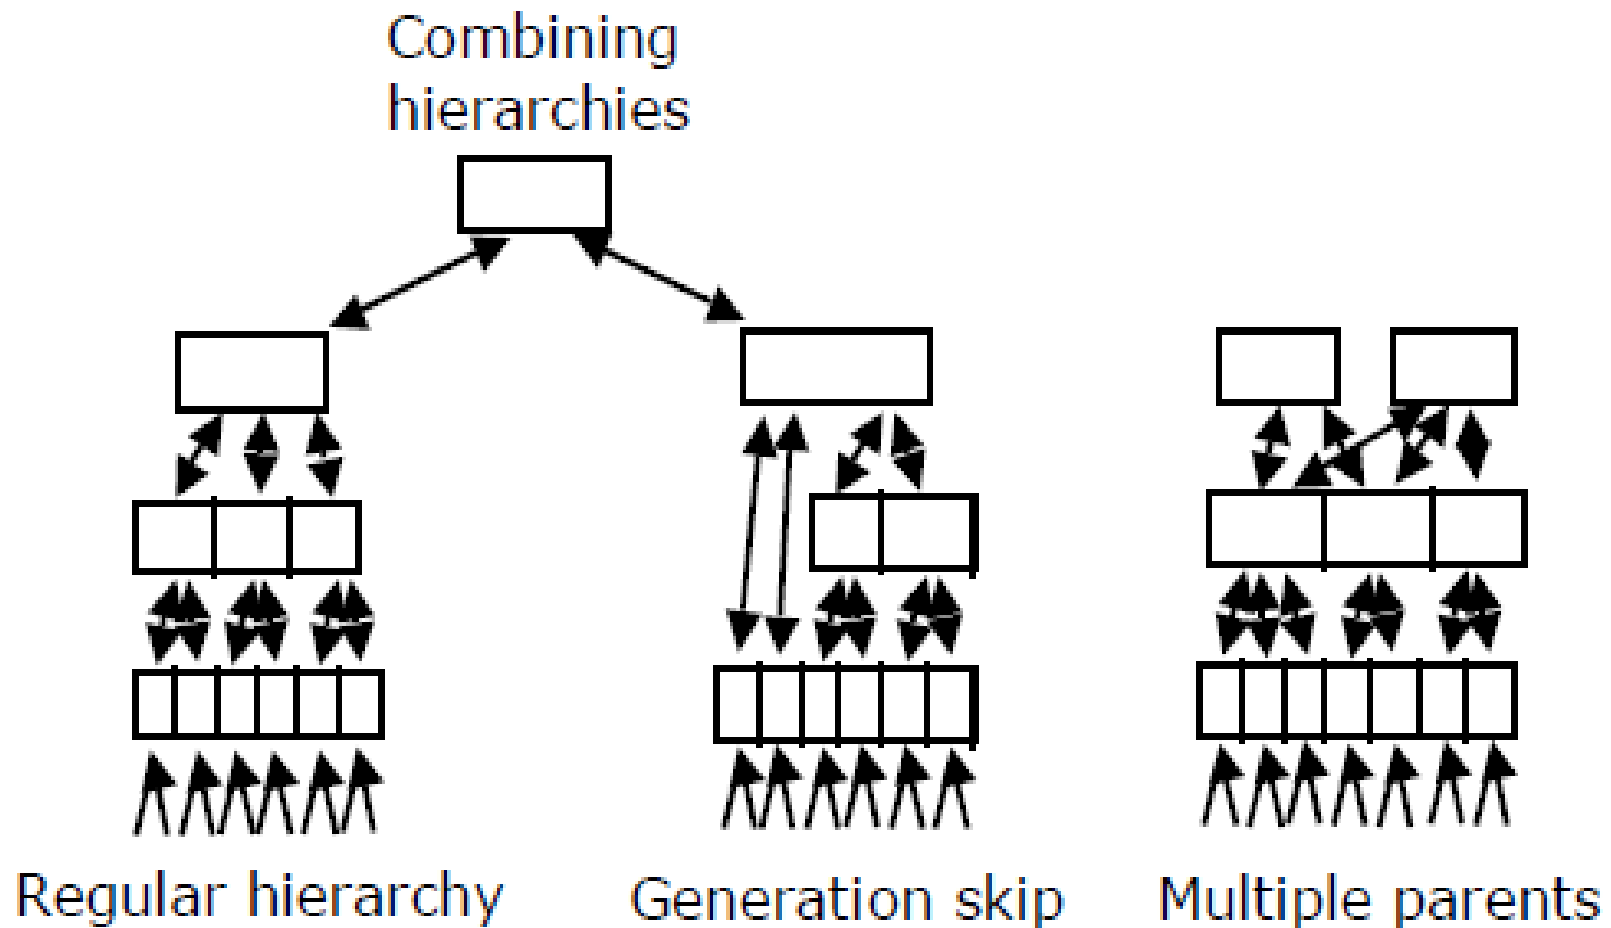 Combining
hierarchies
Regular hierarchy
Generation skip
Multiple parents